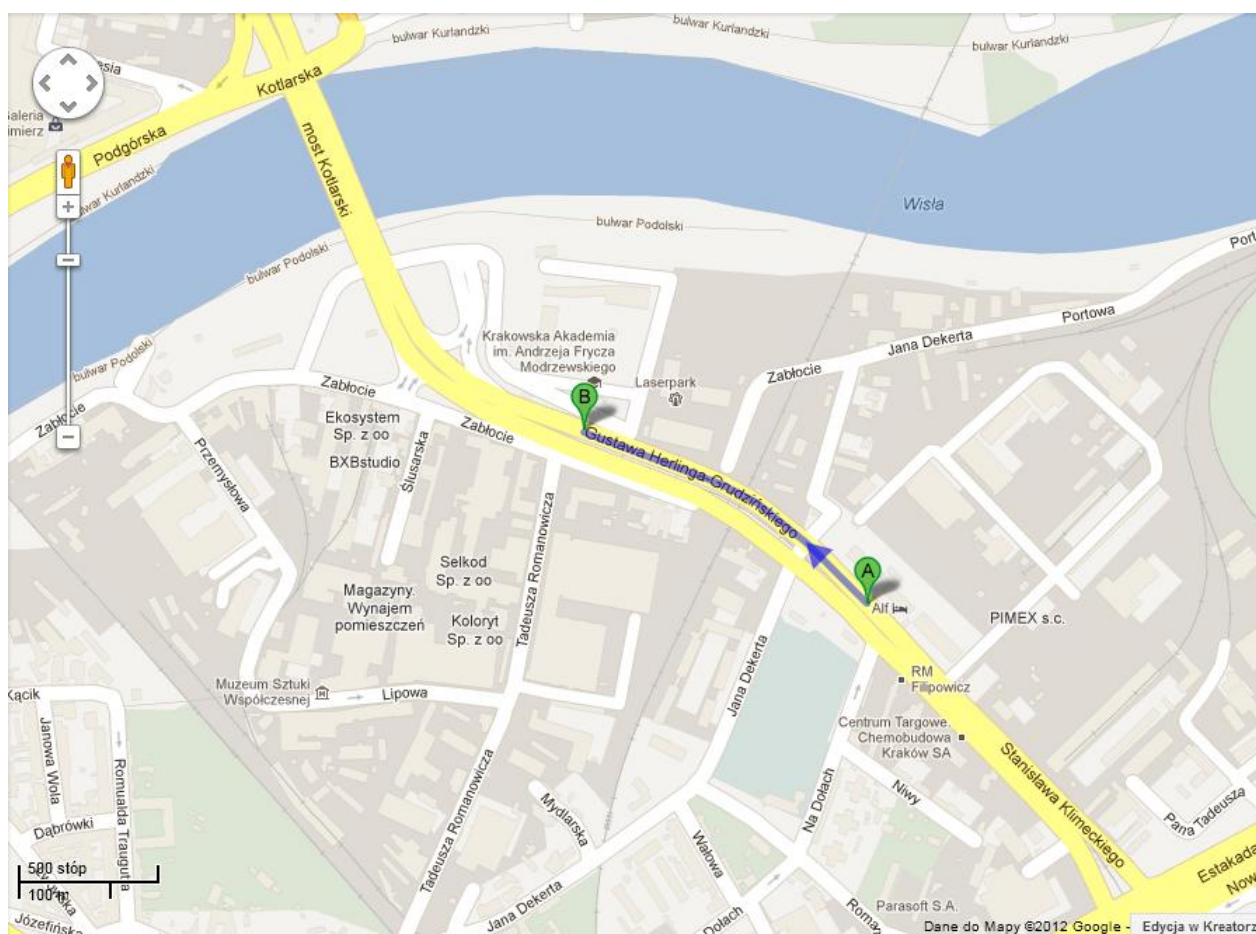 bulwar Kurlandzki
bulwar Kurlandzki
bulwar Kurlandzki
Kotlarska
Podgórska
bulwar Kurlandzki
most Kotlarski
Wisła
bulwar Podolski
bulwar Podolski
bulwar Podolski
Portowa
Jana Dekerta
Zabłocie
Krakowska Akademia
im. Andrzeja Frycza
Modrzewskiego
Laserpark
B
Zabłocie
Zabłocie
Zabłocie
Ekosystem
Sp. z oo
BXBstudio
Ślusarska
Przemysłowa
Gustawa Herlinga-Grudzińskiego
Tadeusza Romanowicza
A
Alf
Selkod
Sp. z oo
Magazyny.
Wynajem
pomieszczeń
Koloryt
Sp. z oo
PIMEX s.c.
Jana Dekerta
RM
Filipowicz
Muzeum Sztuki
Współczesnej
Lipowa
Centrum Targowe.
Chemobudowa
Kraków SA
Kącik
Janowa Wola
Romualda Traugutta
Dąbrówki
Tadeusza Romanowicza
Mydlarska
Wałowa
Na Dołach
Niwy
Stanisława Klimeckiego
Pana Tadeusza
Estakada
Jana Dekerta
Dołach
Parasoft S.A.
Józefińska
500 stóp
100 m
Dane do Mapy ©2012 Google -
Edycja w Kreatorz